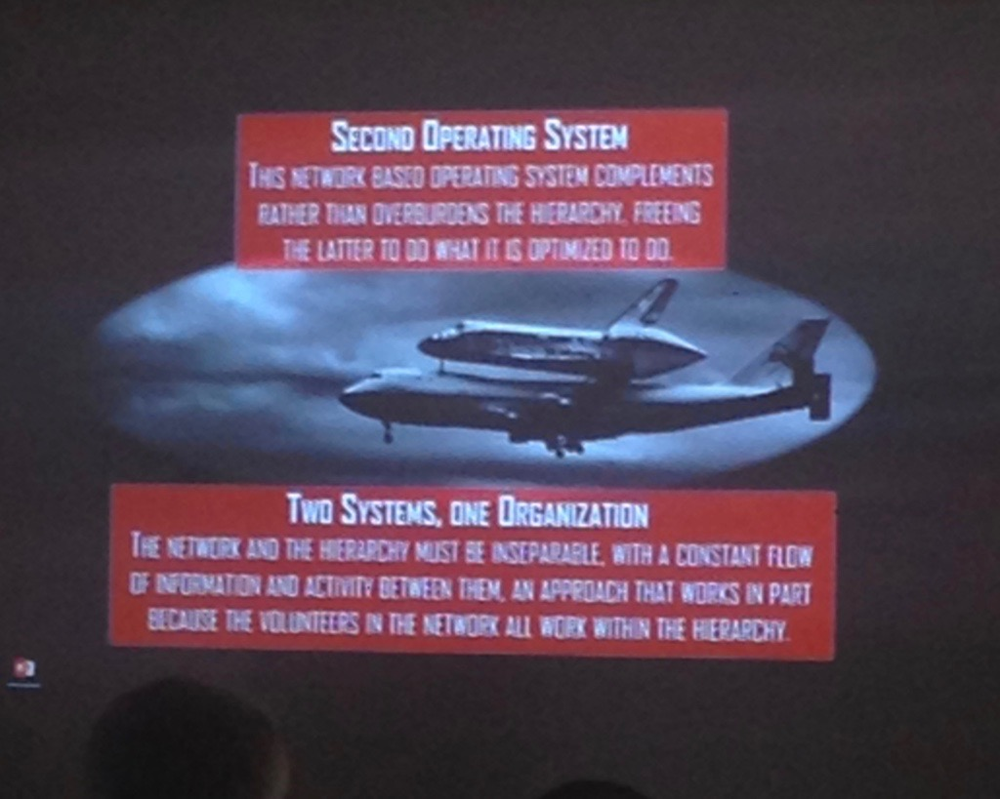 SECOND OPERATING SYSTEM
THIS NETWORK BASED OPERATING SYSTEM COMPLEMENTS
RATHER THAN OVERBURDENS THE HIERARCHY, FREEING
THE LATTER TO DO WHAT IT IS OPTIMIZED TO DO.
TWO SYSTEMS, ONE ORGANIZATION
THE NETWORK AND THE HIERARCHY MUST BE INSEPARABLE, WITH A CONSTANT FLOW
OF INFORMATION AND ACTIVITY BETWEEN THEM, AN APPROACH THAT WORKS IN PART
BECAUSE THE VOLUNTEERS IN THE NETWORK ALL WORK WITHIN THE HIERARCHY.